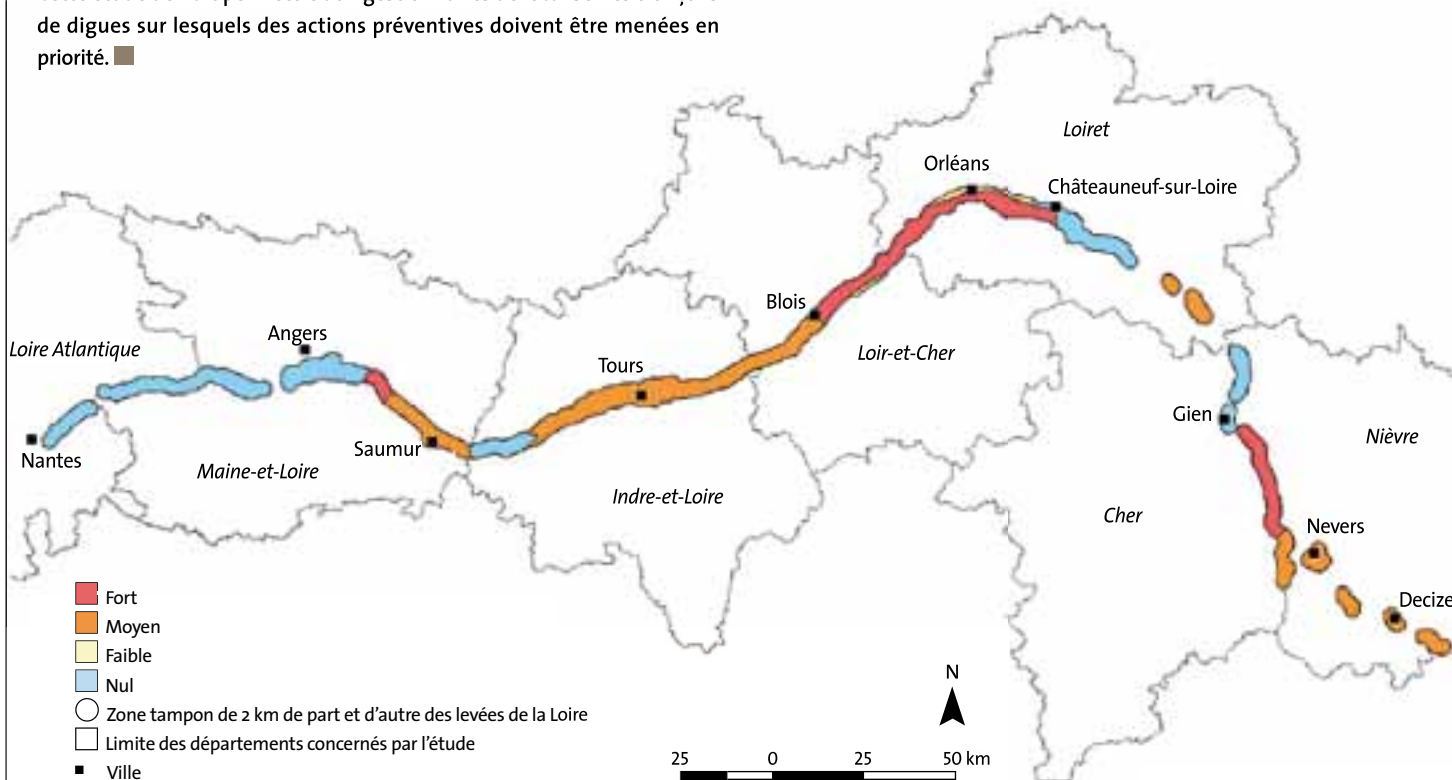 de digues sur lesquels des actions préventives doivent être menées en
priorité.
Loiret
Orléans
Châteauneuf-sur-Loire
Blois
Angers
Loire Atlantique
Tours
Loir-et-Cher
Gien
Nièvre
Saumur
Nantes
Maine-et-Loire
Indre-et-Loire
Cher
Nevers
Decize
Fort
Moyen
Faible
Nul
Zone tampon de 2 km de part et d'autre des levées de la Loire
Limite des départements concernés par l'étude
Ville
N
25 0 25 50 km